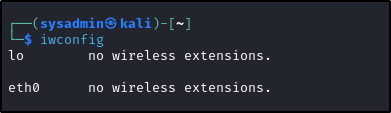 ┌──(sysadmin㉿kali)-[~]
└─$ iwconfig
lo        no wireless extensions.
eth0      no wireless extensions.